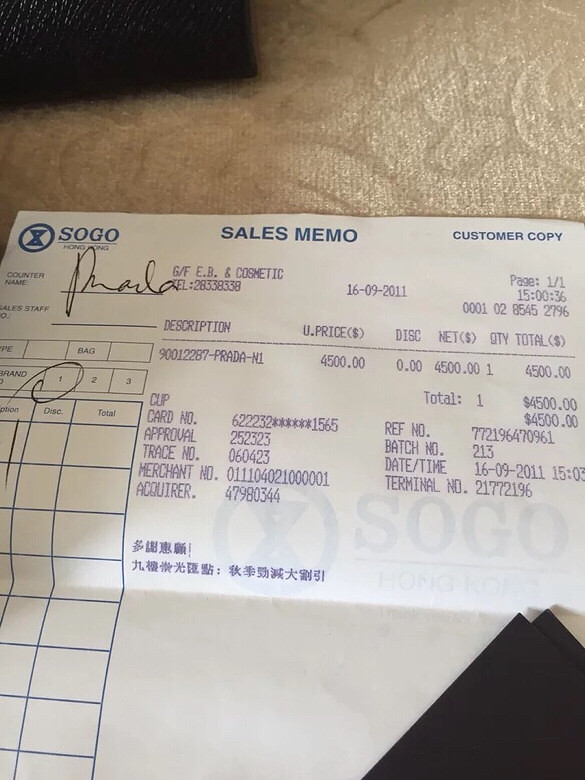 SOGO
HONG KONG
SALES MEMO
CUSTOMER COPY
COUNTER NAME: Prada
G/F E.B. & COSMETIC
TEL:28338338
16-09-2011
Page: 1/1
15:00:36
0001 02 8545 2796
SALES STAFF
DESCRIPTION U.PRICE($) DISC NET($) QTY TOTAL($)
90012287-PRADA-N1 4500.00 0.00 4500.00 1 4500.00
Total: 1 $4500.00
$4500.00
BAG
1 2 3
Disc. Total
CUP
CARD NO. 622232******1565
APPROVAL 252323
TRACE NO. 060423
MERCHANT NO. 011104021000001
ACQUIRER. 47980344
REF NO. 772196470961
BATCH NO. 213
DATE/TIME 16-09-2011 15:03
TERMINAL NO. 21772196
多謝惠顧!
九樓 光匯點: 秋季勁減大割引
SOGO